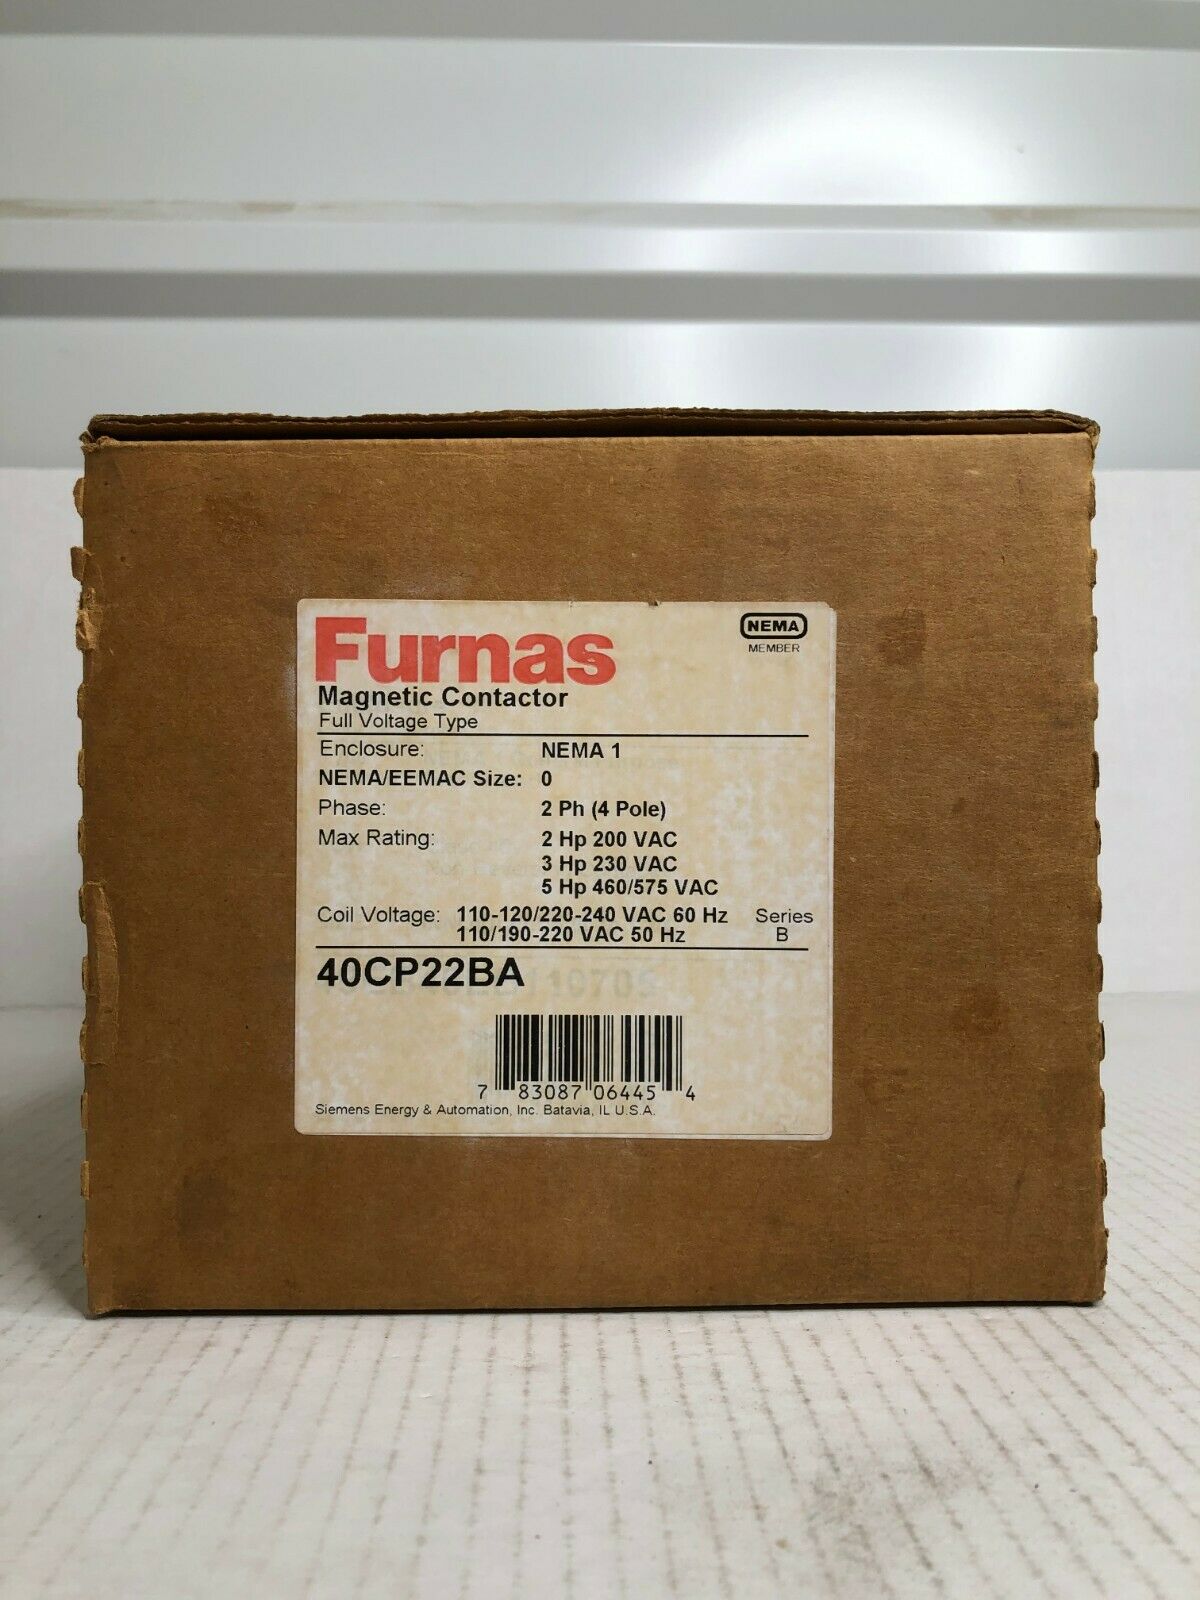 Furnas
NEMA
MEMBER
Magnetic Contactor
Full Voltage Type
Enclosure: NEMA 1
NEMA/EEMAC Size: 0
Phase: 2 Ph (4 Pole)
Max Rating: 2 Hp 200 VAC
3 Hp 230 VAC
5 Hp 460/575 VAC
Coil Voltage: 110-120/220-240 VAC 60 Hz Series
110/190-220 VAC 50 Hz B
40CP22BA
7 83087 06445 4
Siemens Energy & Automation, Inc. Batavia, IL U.S.A.